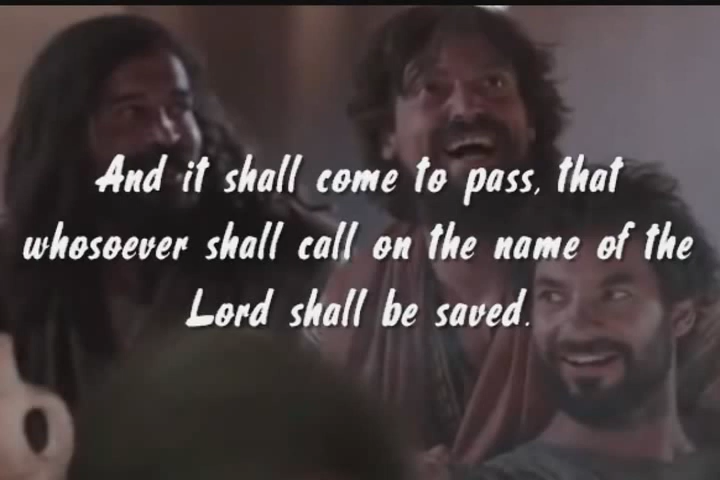 And it shall come to pass, that
whosoever shall call on the name of the
Lord shall be saved.